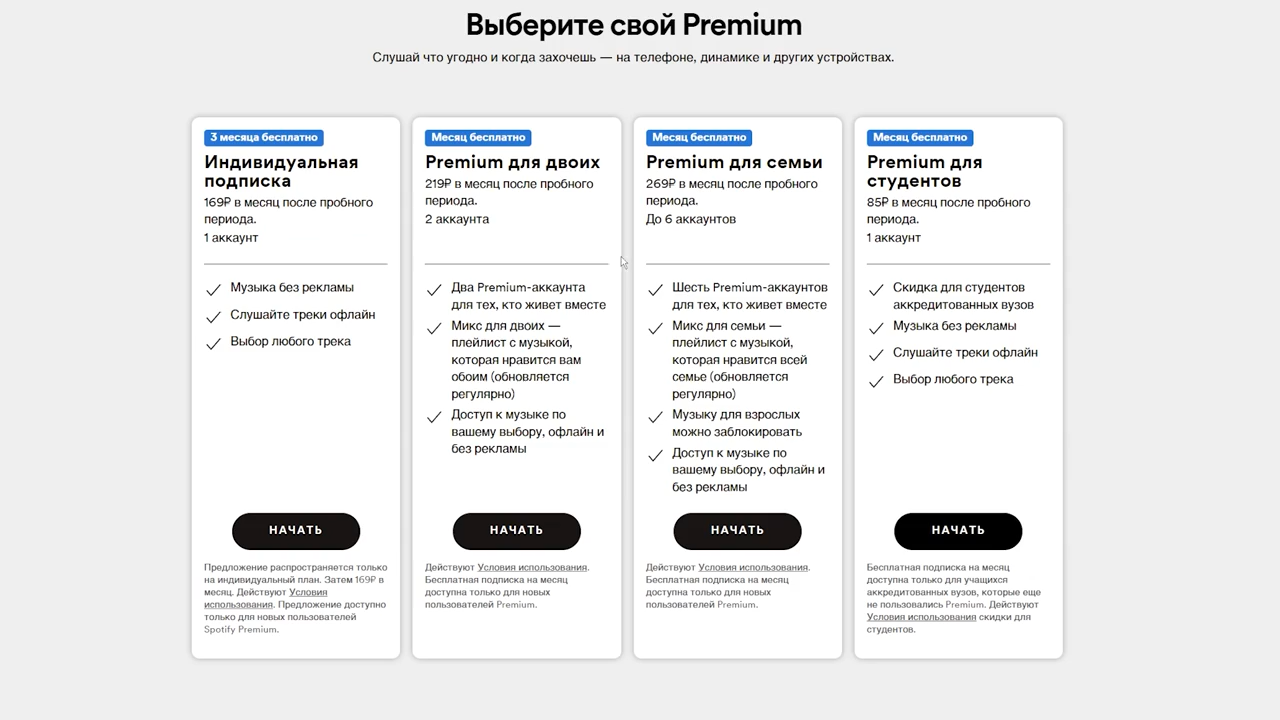 Выберите свой Premium
Слушай что угодно и когда захочешь — на телефоне, динамике и других устройствах.
3 месяца бесплатно
Индивидуальная
подписка
169₽ в месяц после пробного
периода.
1 аккаунт
Музыка без рекламы
Слушайте треки офлайн
Выбор любого трека
НАЧАТЬ
Предложение распространяется только
на индивидуальный план. Затем 169₽ в
месяц. Действуют Условия
использования. Предложение доступно
только для новых пользователей
Spotify Premium.
Месяц бесплатно
Premium для двоих
219₽ в месяц после пробного
периода.
2 аккаунта
Два Premium-аккаунта
для тех, кто живет вместе
Микс для двоих —
плейлист с музыкой,
которая нравится вам
обоим (обновляется
регулярно)
Доступ к музыке по
вашему выбору, офлайн и
без рекламы
НАЧАТЬ
Действуют Условия использования.
Бесплатная подписка на месяц
доступна только для новых
пользователей Premium.
Месяц бесплатно
Premium для семьи
269₽ в месяц после пробного
периода.
До 6 аккаунтов
Шесть Premium-аккаунтов
для тех, кто живет вместе
Микс для семьи —
плейлист с музыкой,
которая нравится всей
семье (обновляется
регулярно)
Музыку для взрослых
можно заблокировать
Доступ к музыке по
вашему выбору, офлайн и
без рекламы
НАЧАТЬ
Действуют Условия использования.
Бесплатная подписка на месяц
доступна только для новых
пользователей Premium.
Месяц бесплатно
Premium для
студентов
85₽ в месяц после пробного
периода.
1 аккаунт
Скидка для студентов
аккредитованных вузов
Музыка без рекламы
Слушайте треки офлайн
Выбор любого трека
НАЧАТЬ
Бесплатная подписка на месяц
доступна только для учащихся
аккредитованных вузов, которые еще
не пользовались Premium. Действуют
Условия использования скидки для
студентов.